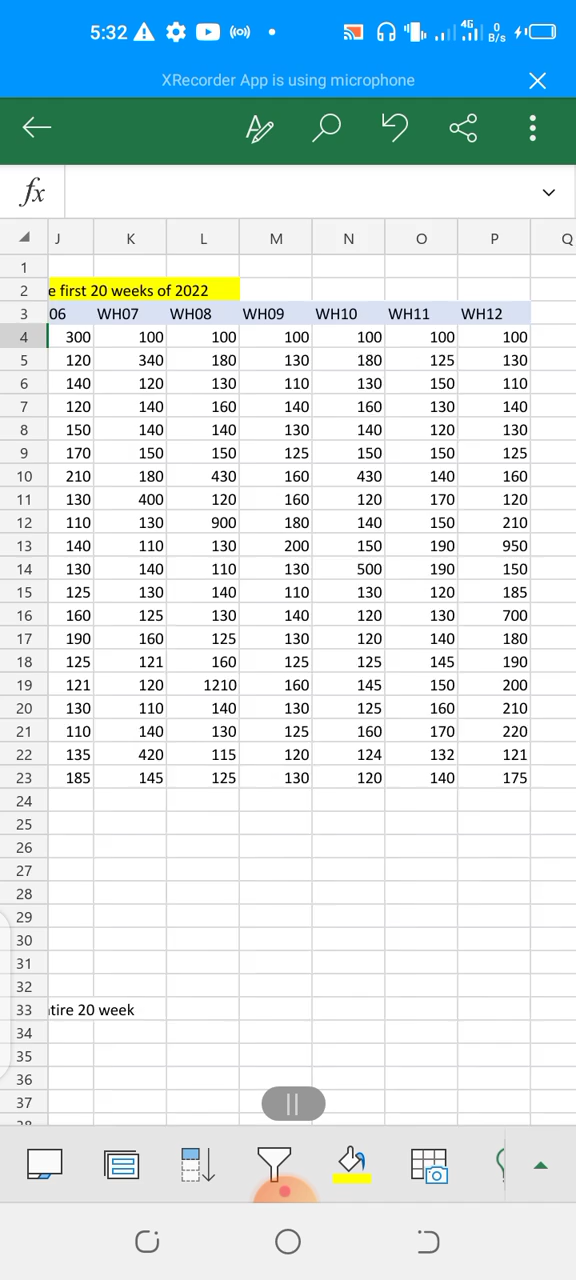 5:32 4G 0 B/s
XRecorder App is using microphone
fx
J K L M N O P Q
1
2 e first 20 weeks of 2022
3 06 WH07 WH08 WH09 WH10 WH11 WH12
4 300 100 100 100 100 100 100
5 120 340 180 130 180 125 130
6 140 120 130 110 130 150 110
7 120 140 160 140 160 130 140
8 150 140 140 130 140 120 130
9 170 150 150 125 150 150 125
10 210 180 430 160 430 140 160
11 130 400 120 160 120 170 120
12 110 130 900 180 140 150 210
13 140 110 130 200 150 190 950
14 130 140 110 130 500 190 150
15 125 130 140 110 130 120 185
16 160 125 130 140 120 130 700
17 190 160 125 130 120 140 180
18 125 121 160 125 125 145 190
19 121 120 1210 160 145 150 200
20 130 110 140 130 125 160 210
21 110 140 130 125 160 170 220
22 135 420 115 120 124 132 121
23 185 145 125 130 120 140 175
24
25
26
27
28
29
30
31
32
33 tire 20 week
34
35
36
37